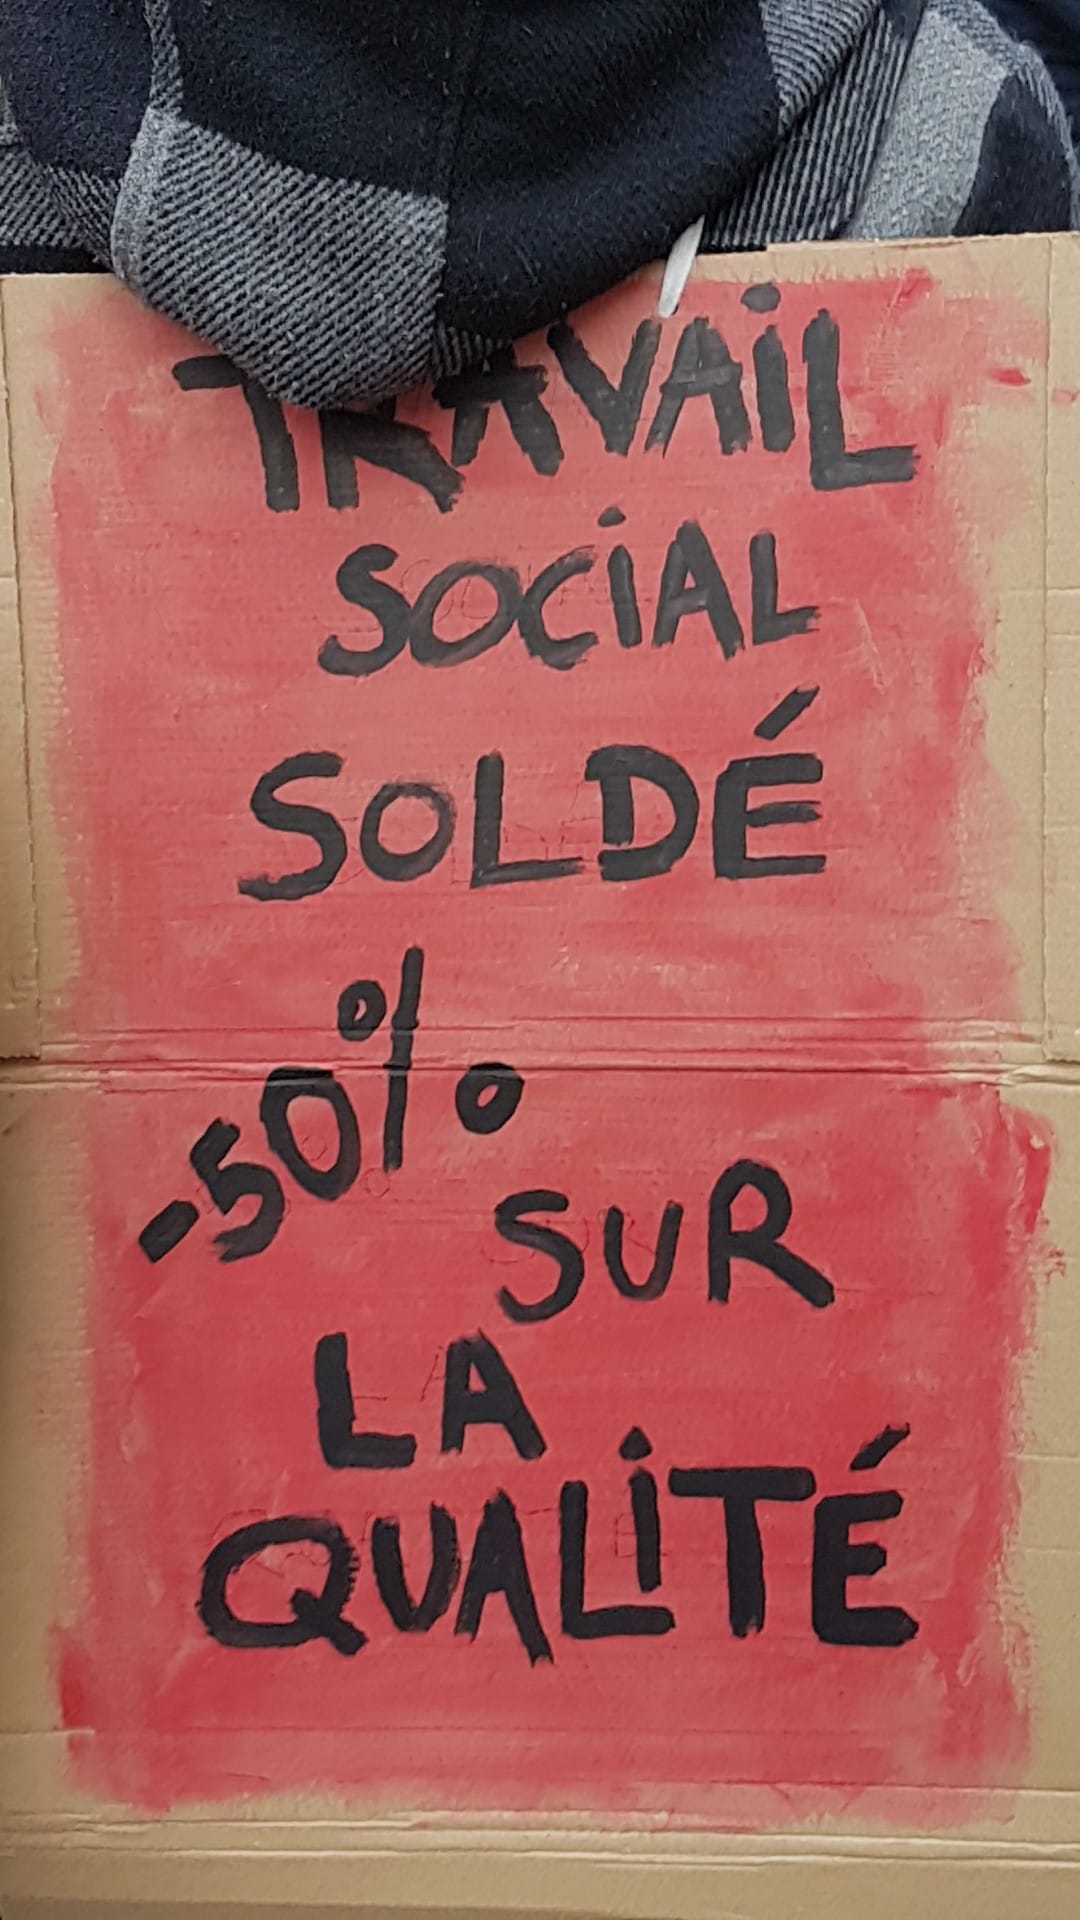 TRAVAIL
SOCIAL
SOLDÉ
-50%
SUR
LA
QUALITÉ